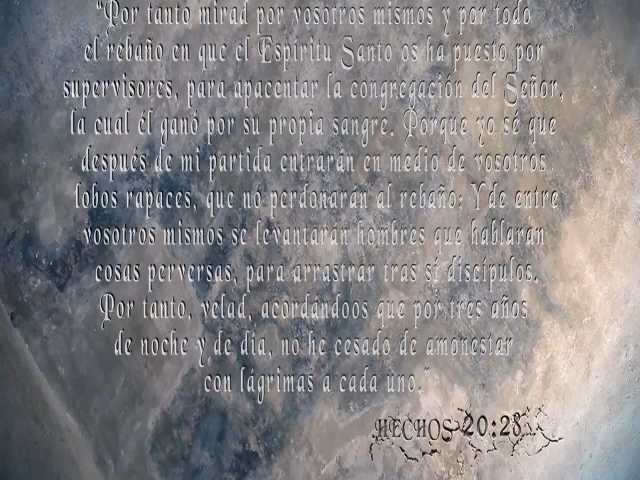 "Por tanto mirad por vosotros mismos y por todo
el rebaño en que el Espíritu Santo os ha puesto por
supervisores, para apacentar la congregación del Señor,
la cual él ganó por su propia sangre. Porque yo sé que
después de mi partida entrarán en medio de vosotros
lobos rapaces, que no perdonarán al rebaño; Y de entre
vosotros mismos se levantarán hombres que hablarán
cosas perversas, para arrastrar tras sí discípulos.
Por tanto, velad, acordándoos que por tres años
de noche y de día, no he cesado de amonestar
con lágrimas a cada uno."
HECHOS 20:28